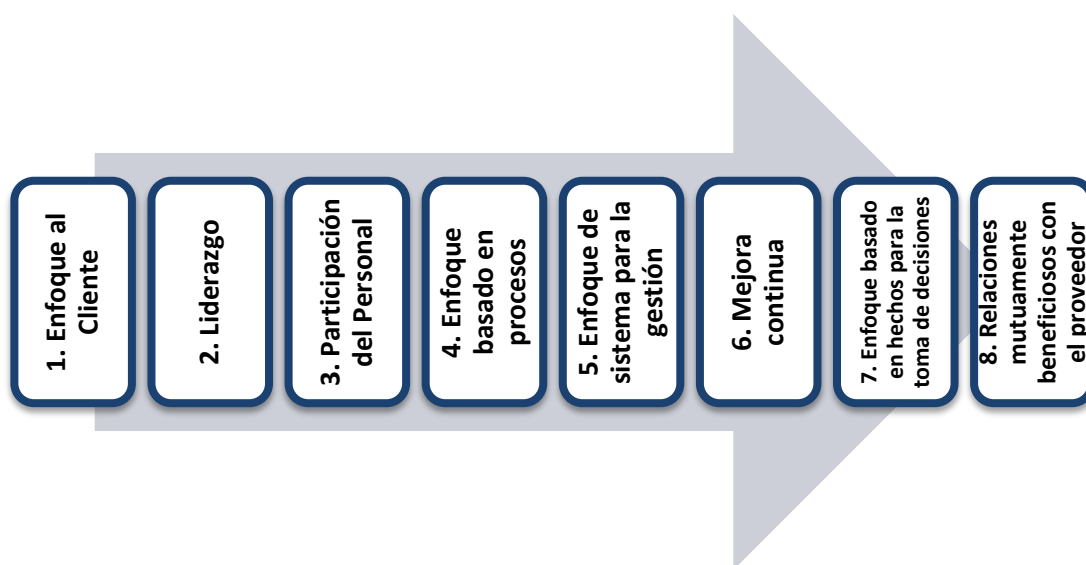 1. Enfoque al
Cliente
2. Liderazgo
3. Participación
del Personal
4. Enfoque
basado en
procesos
5. Enfoque de
sistema para la
gestión
6. Mejora
continua
7. Enfoque basado
en hechos para la
toma de decisiones
8. Relaciones
mutuamente
beneficiosos con
el proveedor